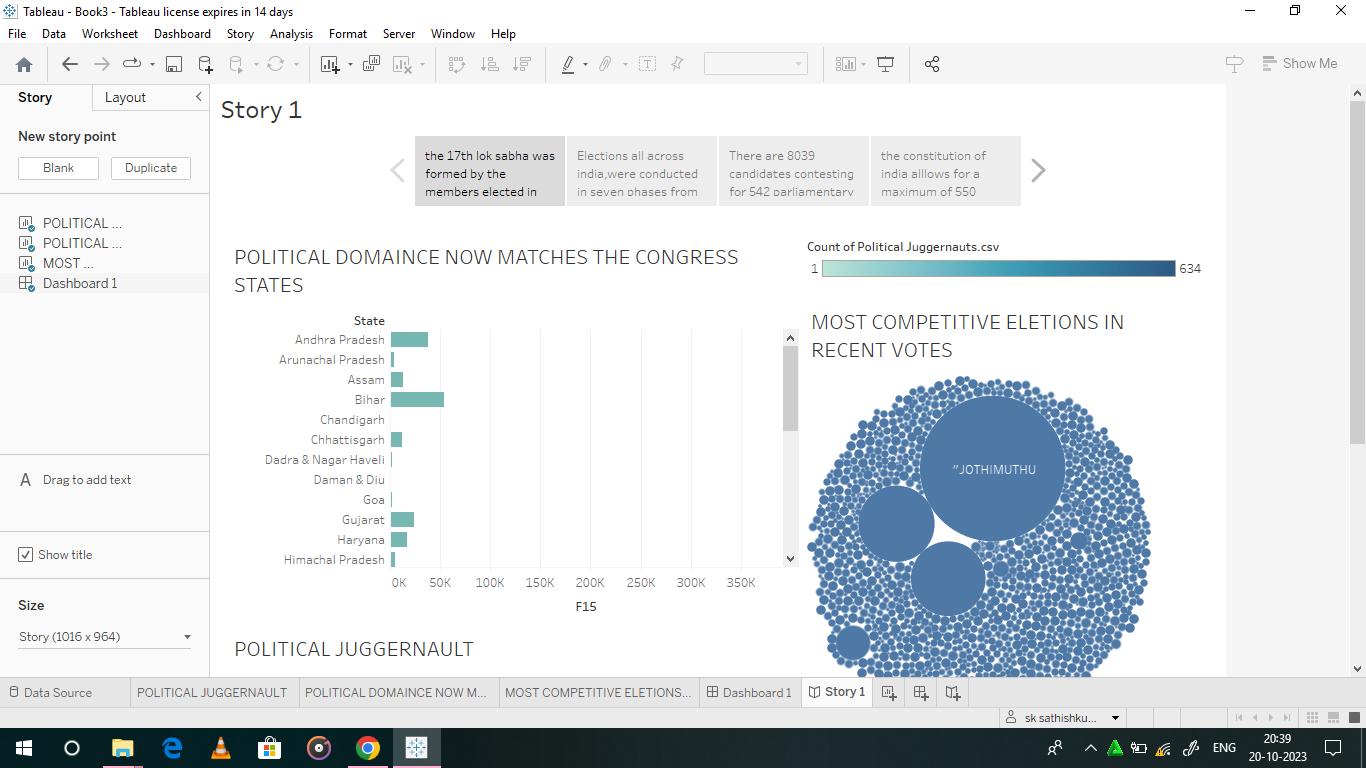 Tableau - Book3 - Tableau license expires in 14 days
File Data Worksheet Dashboard Story Analysis Format Server Window Help
Show Me
Story Layout
New story point
Blank Duplicate
POLITICAL ...
POLITICAL ...
MOST ...
Dashboard 1
A Drag to add text
Show title
Size
Story (1016 x 964)
Story 1
the 17th lok sabha was
formed by the
members elected in
Elections all across
india,were conducted
in seven phases from
There are 8039
candidates contesting
for 542 parliamentary
the constitution of
india alllows for a
maximum of 550
POLITICAL DOMAINCE NOW MATCHES THE CONGRESS
STATES
State
Andhra Pradesh
Arunachal Pradesh
Assam
Bihar
Chandigarh
Chhattisgarh
Dadra & Nagar Haveli
Daman & Diu
Goa
Gujarat
Haryana
Himachal Pradesh
0K 50K 100K 150K 200K 250K 300K 350K
F15
POLITICAL JUGGERNAULT
Count of Political Juggernauts.csv
1 634
MOST COMPETITIVE ELETIONS IN
RECENT VOTES
"JOTHIMUTHU
Data Source POLITICAL JUGGERNAULT POLITICAL DOMAINCE NOW M... MOST COMPETITIVE ELETIONS... Dashboard 1 Story 1
sk sathishku...
ENG
20:39
20-10-2023